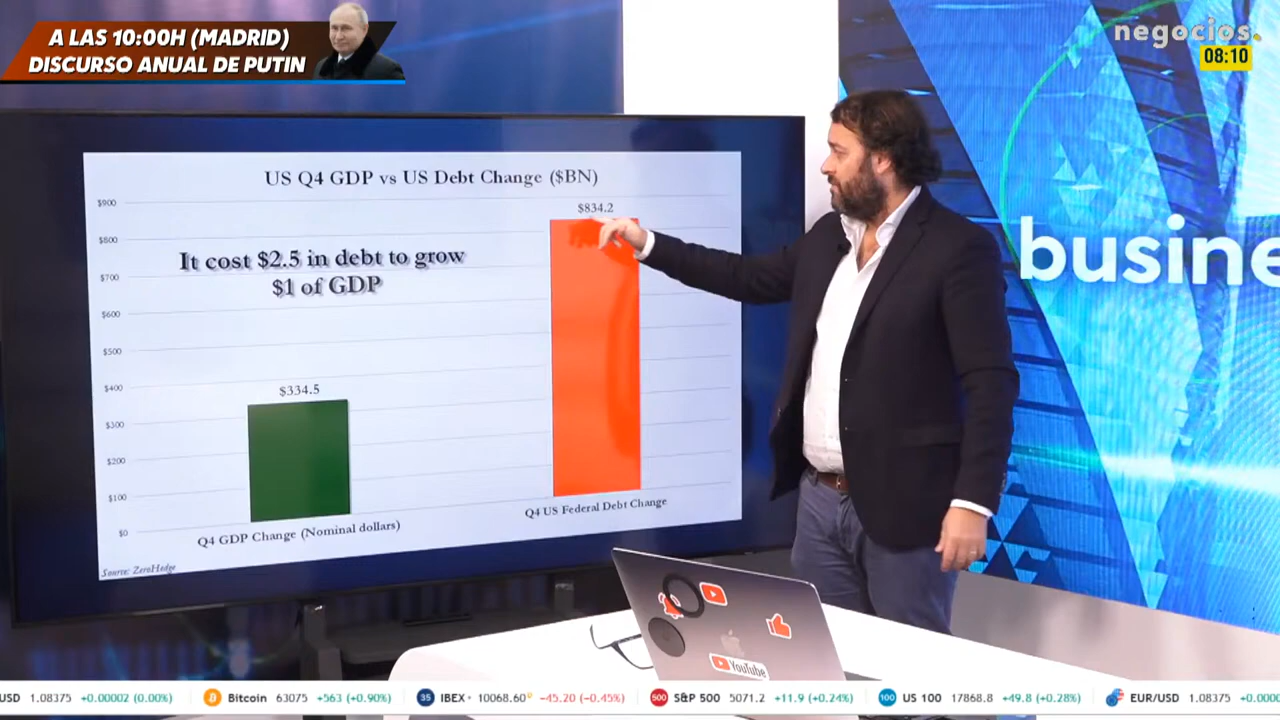 A LAS 10:00H (MADRID)
DISCURSO ANUAL DE PUTIN
negocios.
08:10
US Q4 GDP vs US Debt Change ($BN)
$900
$800
$700
$600
$500
$400
$300
$200
$100
$0
It cost $2.5 in debt to grow
$1 of GDP
$334.5
$834.2
Q4 GDP Change (Nominal dollars)
Q4 US Federal Debt Change
Source: ZeroHedge
busine
YouTube
USD 1.08375 +0.00002 (0.00%) Bitcoin 63075 +563 (+0.90%) 35 IBEX 10068.60 -45.20 (-0.45%) 500 S&P 500 5071.2 +11.9 (+0.24%) 100 US 100 17868.8 +49.8 (+0.28%) EUR/USD 1.08375 +0.000